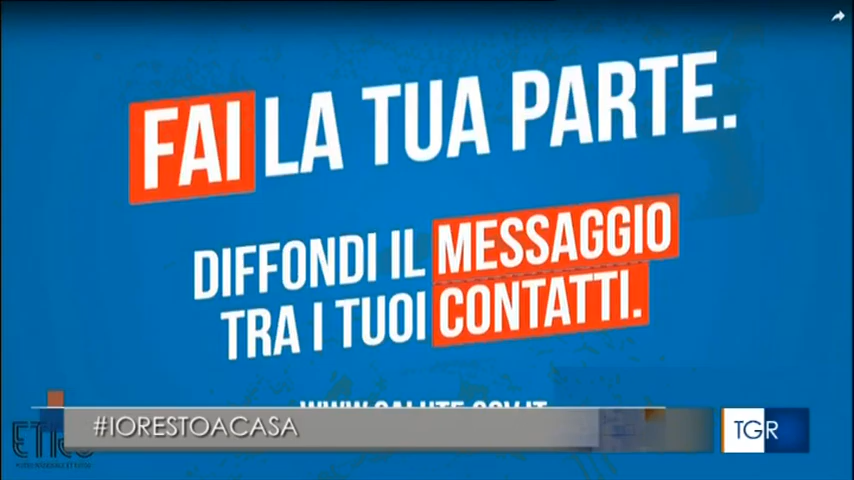 FAI LA TUA PARTE.
DIFFONDI IL MESSAGGIO
TRA I TUOI CONTATTI.
#IORESTOACASA
TGR